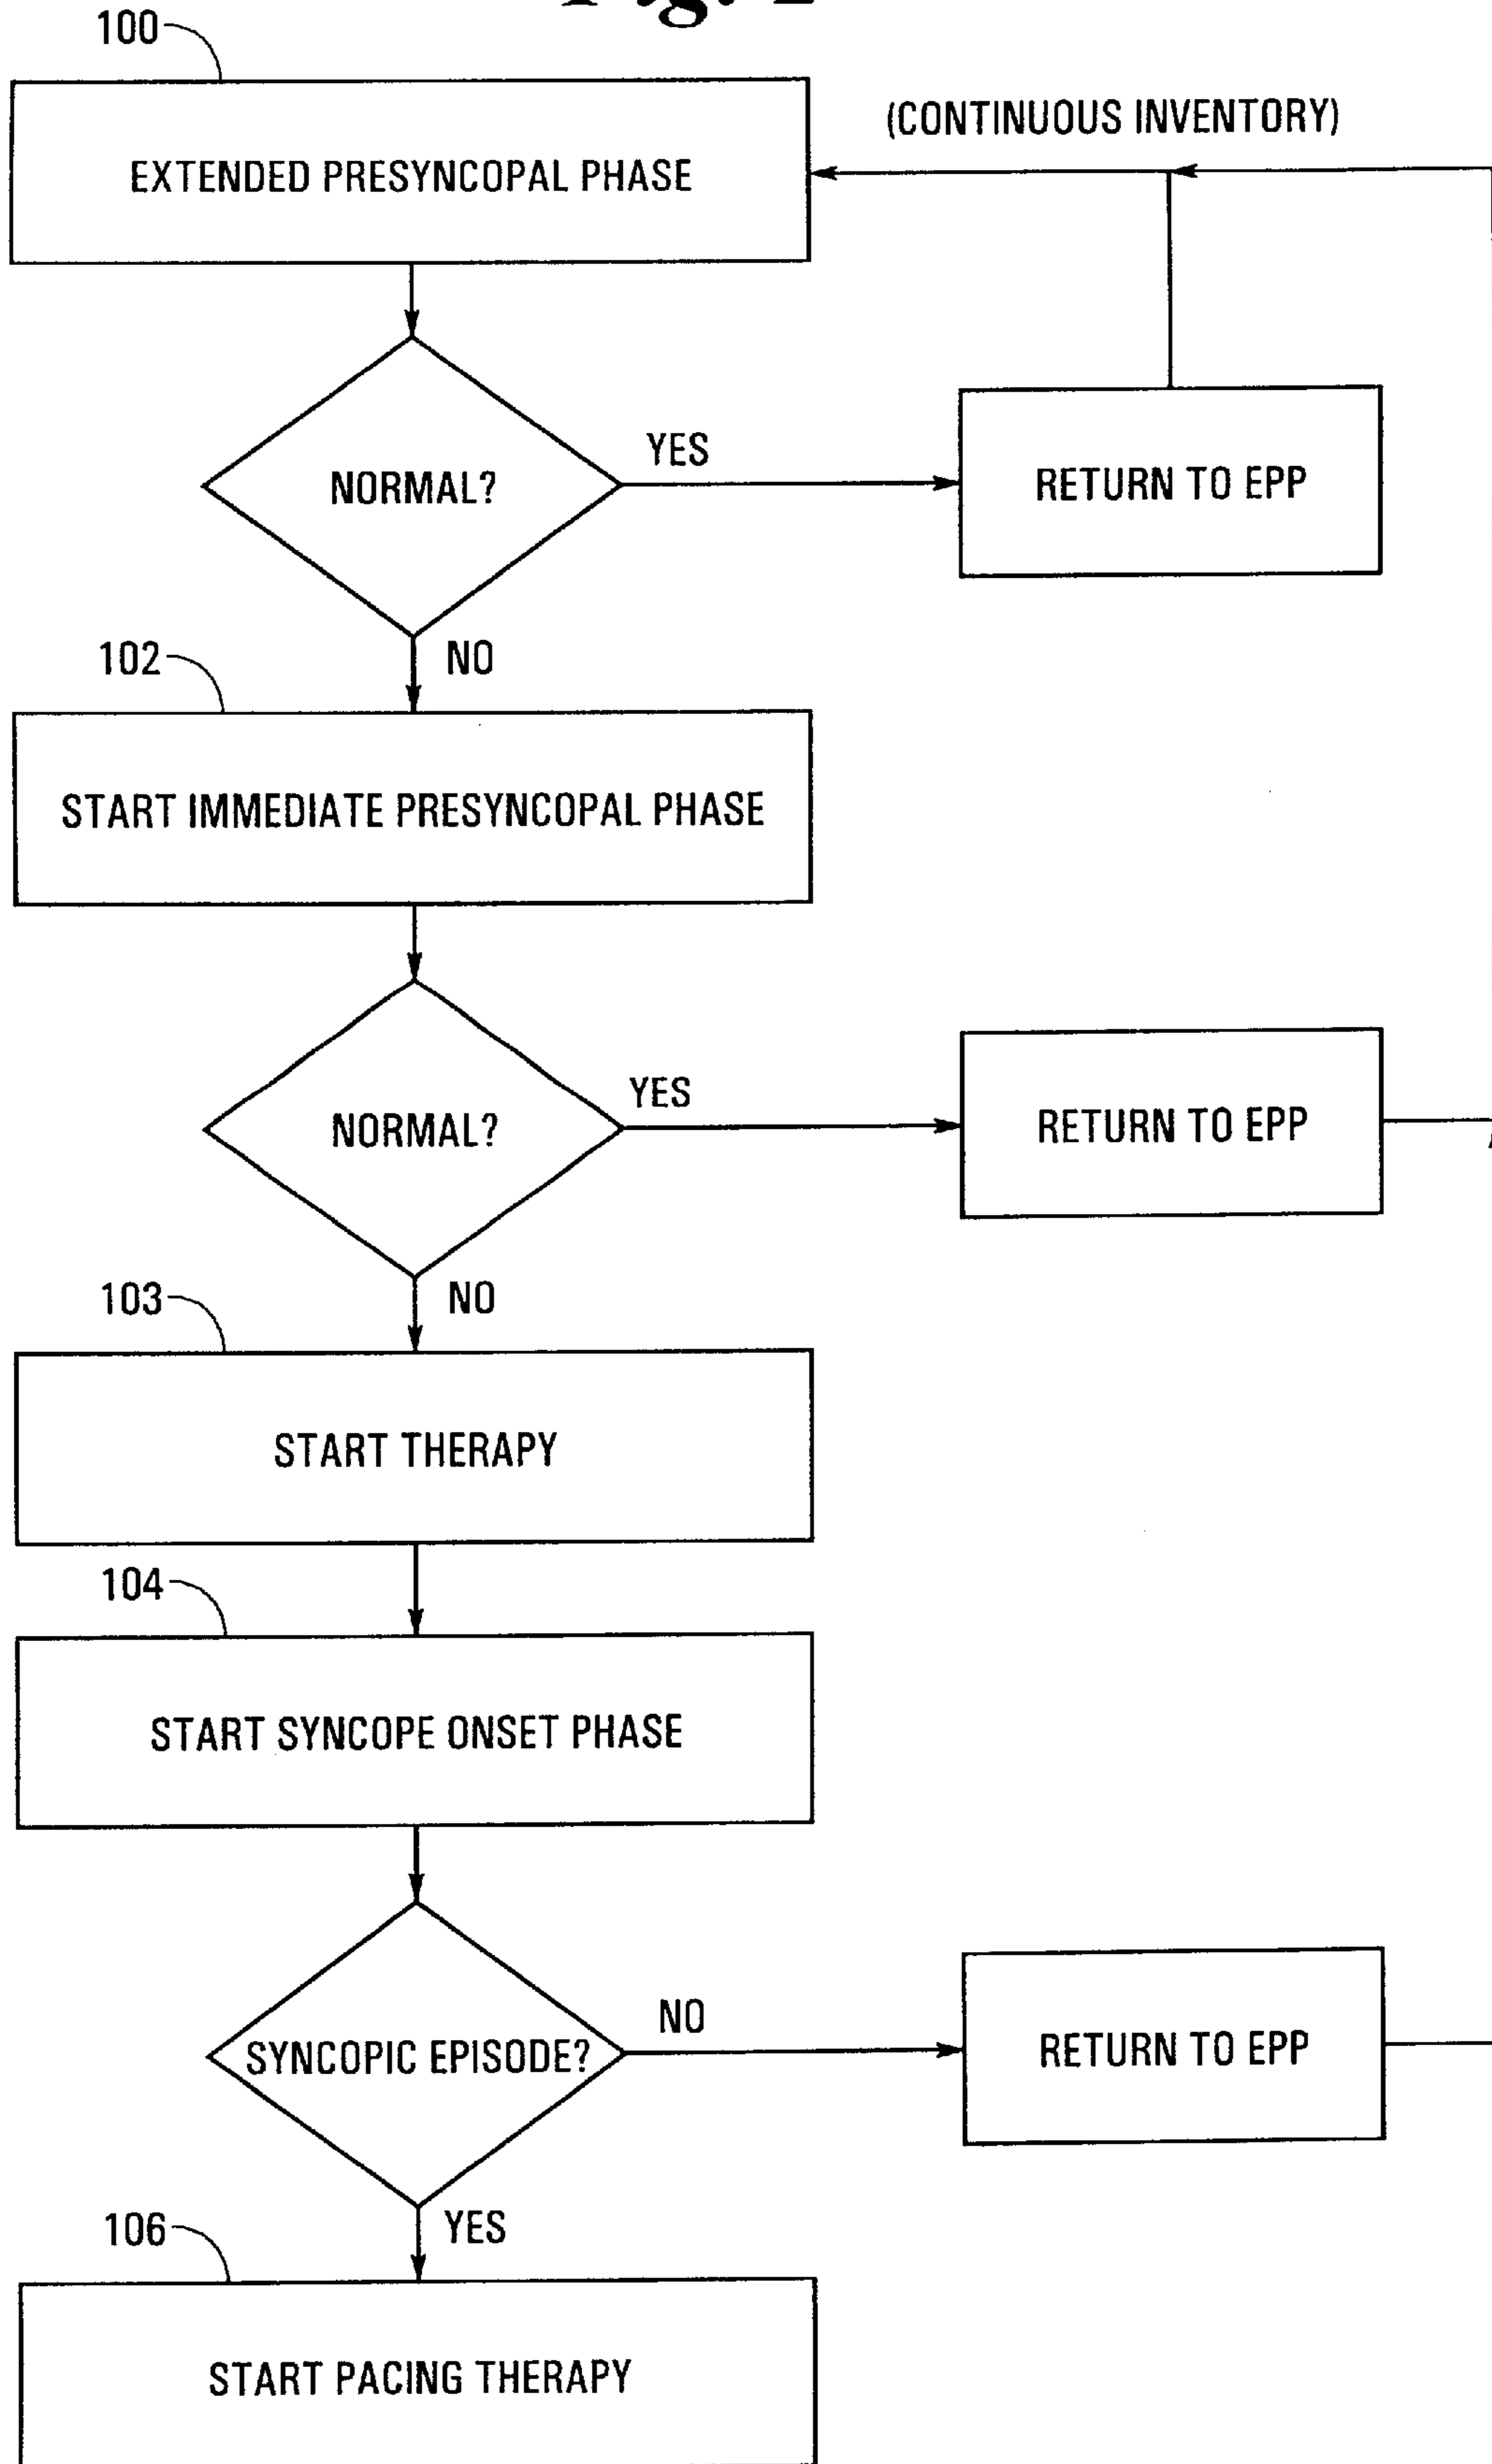 100
(CONTINUOUS INVENTORY)
EXTENDED PRESYNCOPAL PHASE
YES
NORMAL?
RETURN TO EPP
102
NO
START IMMEDIATE PRESYNCOPAL PHASE
YES
NORMAL?
RETURN TO EPP
103
NO
START THERAPY
104
START SYNCOPE ONSET PHASE
NO
SYNCOPIC EPISODE?
RETURN TO EPP
106
YES
START PACING THERAPY